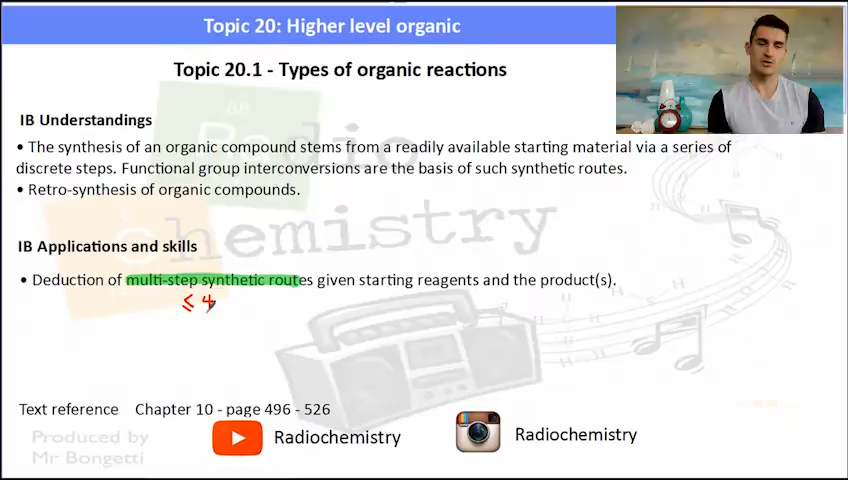 Topic 20: Higher level organic
Topic 20.1 - Types of organic reactions
IB Understandings
• The synthesis of an organic compound stems from a readily available starting material via a series of
discrete steps. Functional group interconversions are the basis of such synthetic routes.
• Retro-synthesis of organic compounds.
IB Applications and skills
• Deduction of multi-step synthetic routes given starting reagents and the product(s).
≤ 4
Text reference Chapter 10 - page 496 - 526
Produced by
Mr Bongetti
Radiochemistry
Radiochemistry
Radio
chemistry